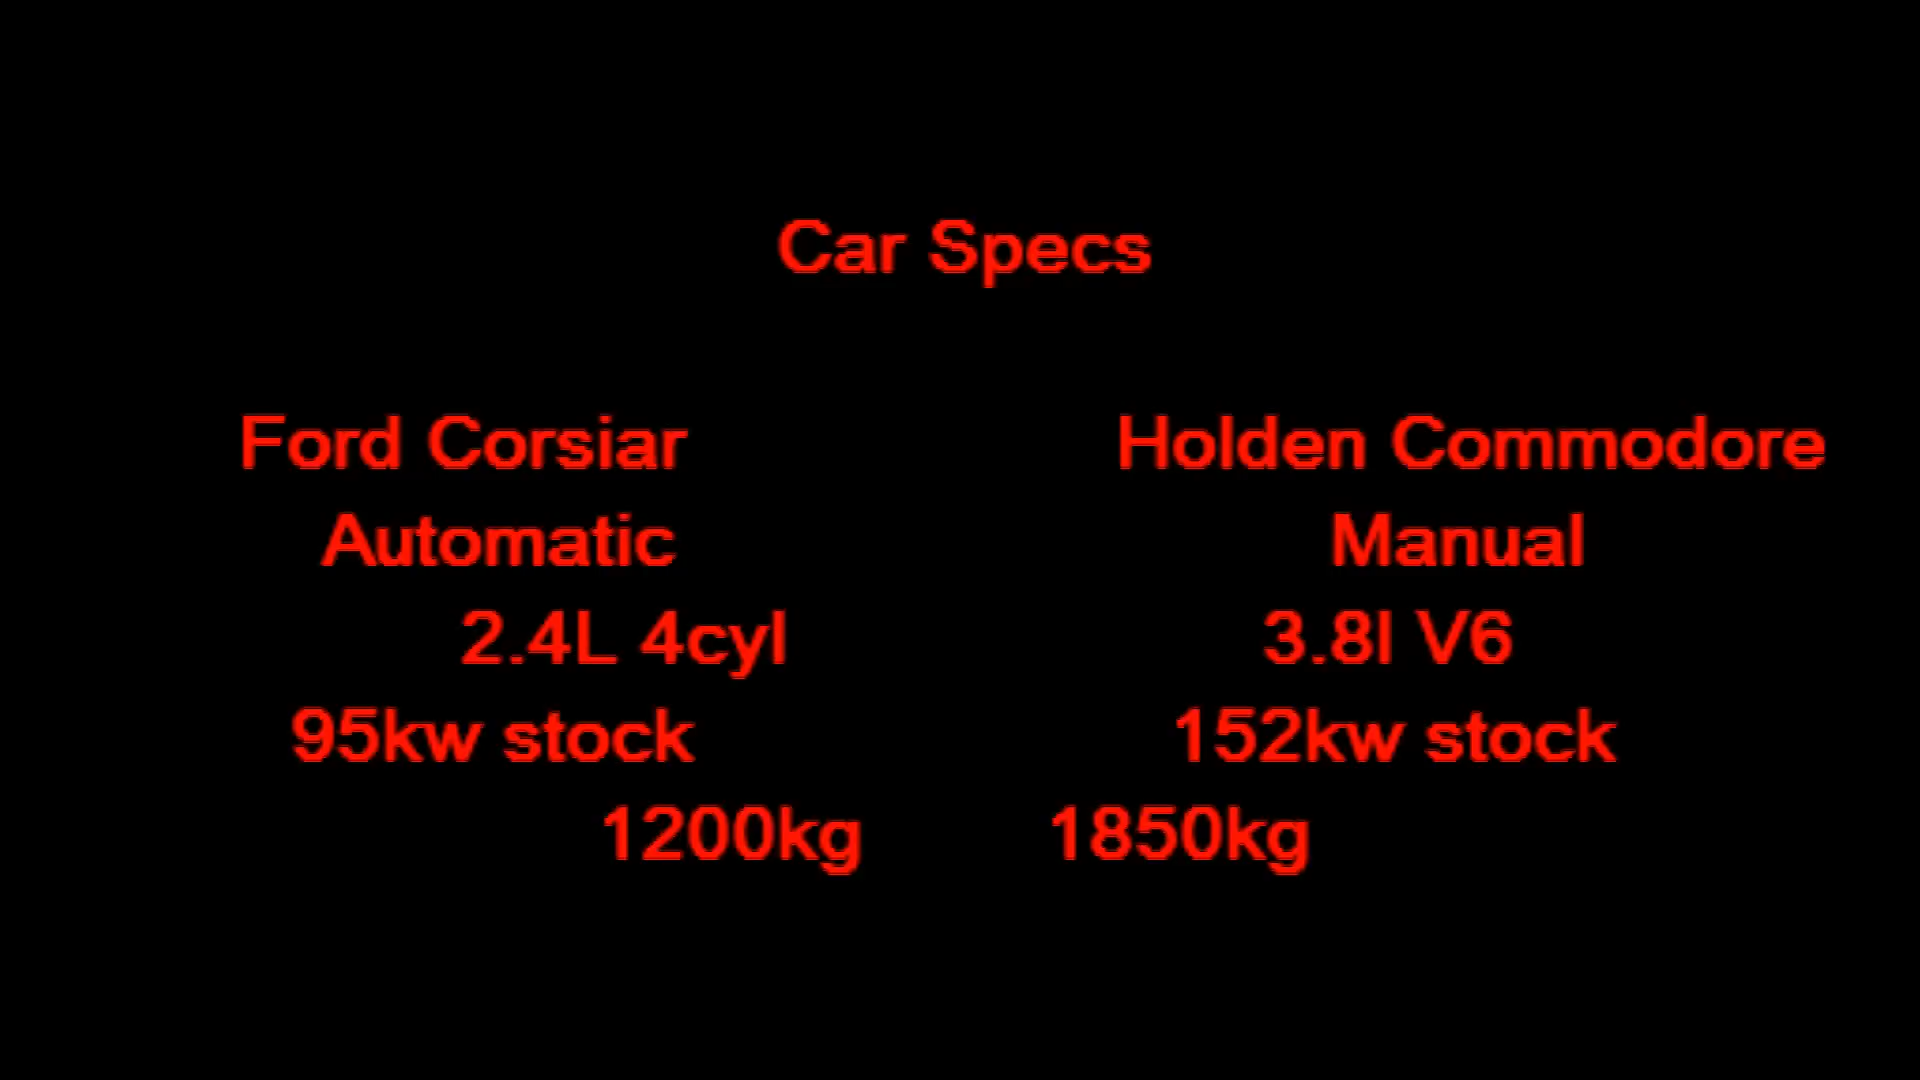 Car Specs
Ford Corsiar Holden Commodore
Automatic Manual
2.4L 4cyl 3.8l V6
95kw stock 152kw stock
1200kg 1850kg